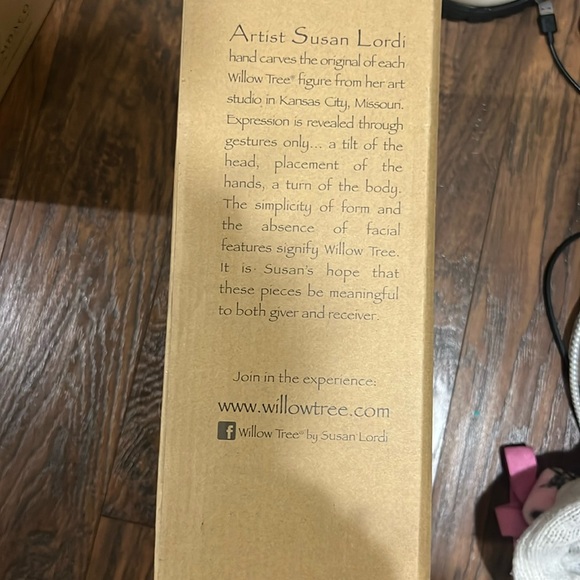 Artist Susan Lordi
hand carves the original of each
Willow Tree® figure from her art
studio in Kansas City, Missouri.
Expression is revealed through
gestures only... a tilt of the
head, placement of the
hands, a turn of the body.
The simplicity of form and
the absence of facial
features signify Willow Tree.
It is Susan's hope that
these pieces be meaningful
to both giver and receiver.
Join in the experience:
www.willowtree.com
f Willow Tree® by Susan Lordi